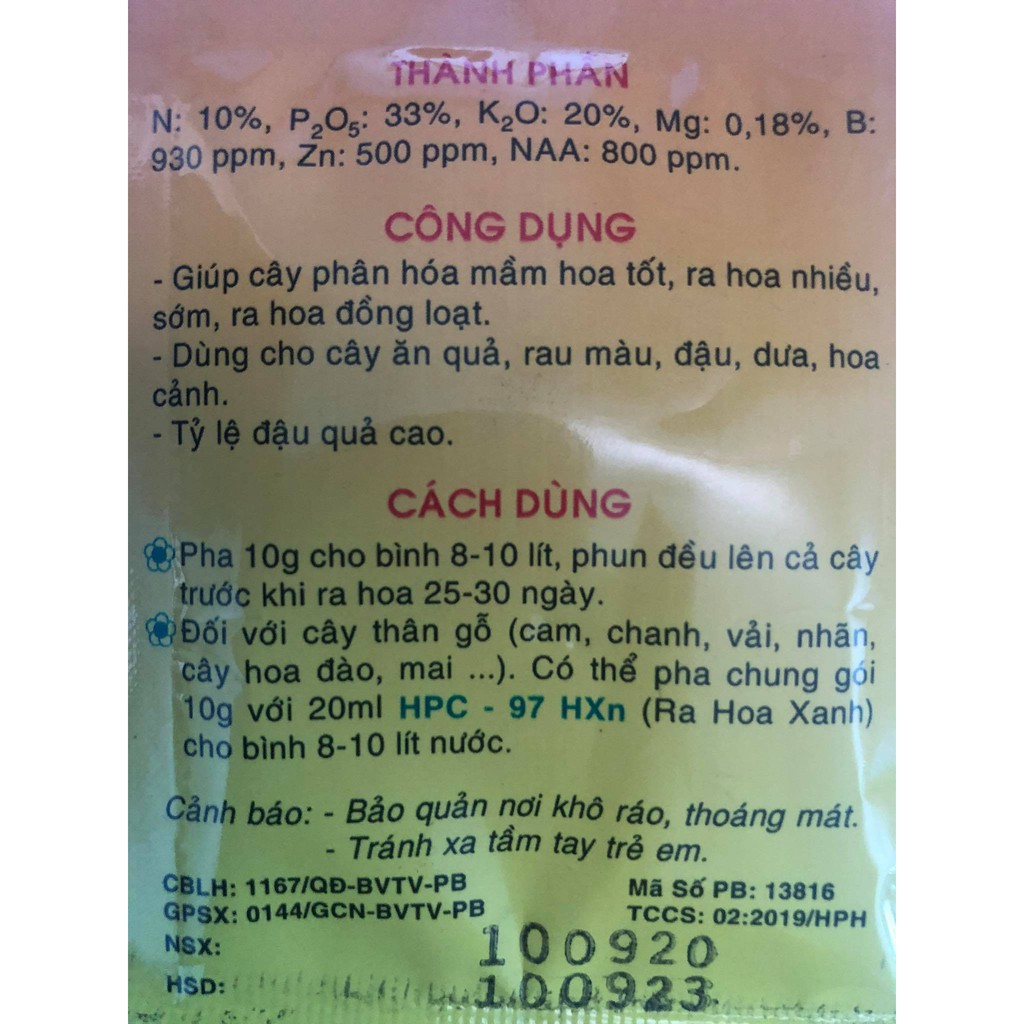 THÀNH PHẦN
N: 10%, P₂O₅: 33%, K₂O: 20%, Mg: 0,18%, B:
930 ppm, Zn: 500 ppm, NAA: 800 ppm.
CÔNG DỤNG
- Giúp cây phân hóa mầm hoa tốt, ra hoa nhiều,
sớm, ra hoa đồng loạt.
- Dùng cho cây ăn quả, rau màu, đậu, dưa, hoa
cảnh.
- Tỷ lệ đậu quả cao.
CÁCH DÙNG
Pha 10g cho bình 8-10 lít, phun đều lên cả cây
trước khi ra hoa 25-30 ngày.
Đối với cây thân gỗ (cam, chanh, vải, nhãn,
cây hoa đào, mai ...). Có thể pha chung gói
10g với 20ml HPC - 97 HXn (Ra Hoa Xanh)
cho bình 8-10 lít nước.
Cảnh báo: - Bảo quản nơi khô ráo, thoáng mát.
- Tránh xa tầm tay trẻ em.
CBLH: 1167/QĐ-BVTV-PB Mã Số PB: 13816
GPSX: 0144/GCN-BVTV-PB TCCS: 02:2019/HPH
NSX: 100920
HSD: 100923